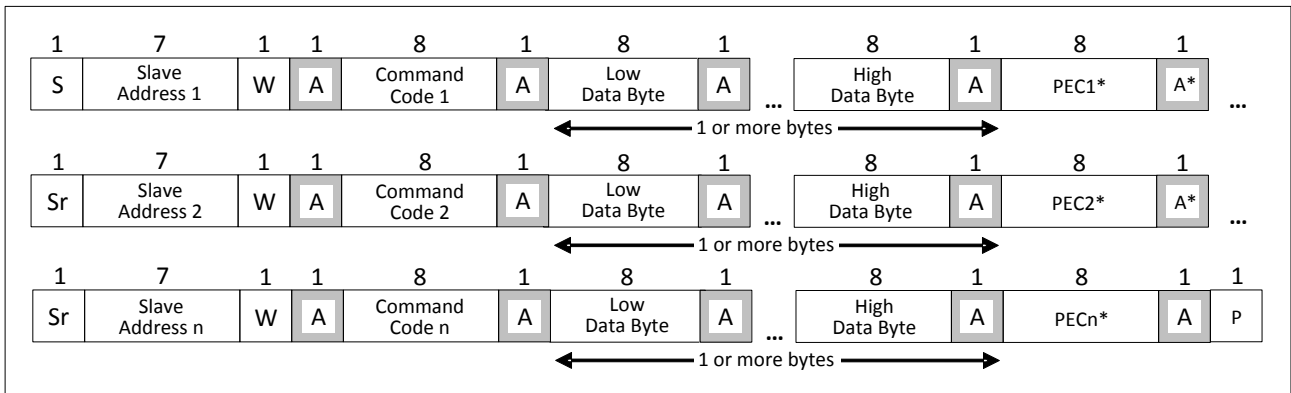 1 7 1 1 8 1 8 1 8 1 8 1
S Slave Address 1 W A Command Code 1 A Low Data Byte A ... High Data Byte A PEC1* A* ...
1 or more bytes
1 7 1 1 8 1 8 1 8 1 8 1
Sr Slave Address 2 W A Command Code 2 A Low Data Byte A ... High Data Byte A PEC2* A* ...
1 or more bytes
1 7 1 1 8 1 8 1 8 1 8 1 1
Sr Slave Address n W A Command Code n A Low Data Byte A ... High Data Byte A PECn* A P
1 or more bytes